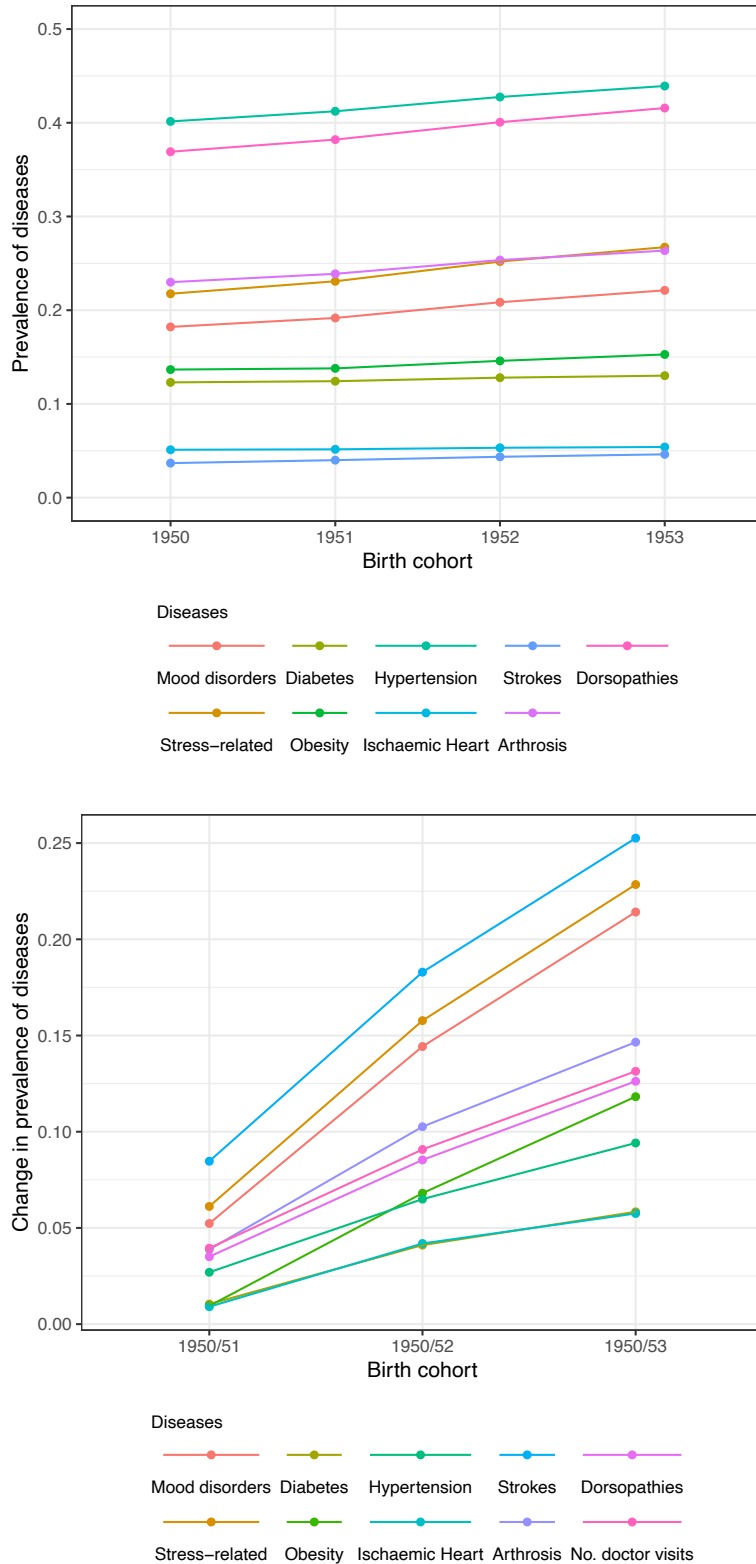 0.5
0.4
0.3
0.2
0.1
0.0
Prevalence of diseases
1950 1951 1952 1953
Birth cohort
Diseases
Mood disorders Diabetes Hypertension Strokes Dorsopathies
Stress−related Obesity Ischaemic Heart Arthrosis
0.25
0.20
0.15
0.10
0.05
0.00
Change in prevalence of diseases
1950/51 1950/52 1950/53
Birth cohort
Diseases
Mood disorders Diabetes Hypertension Strokes Dorsopathies
Stress−related Obesity Ischaemic Heart Arthrosis No. doctor visits